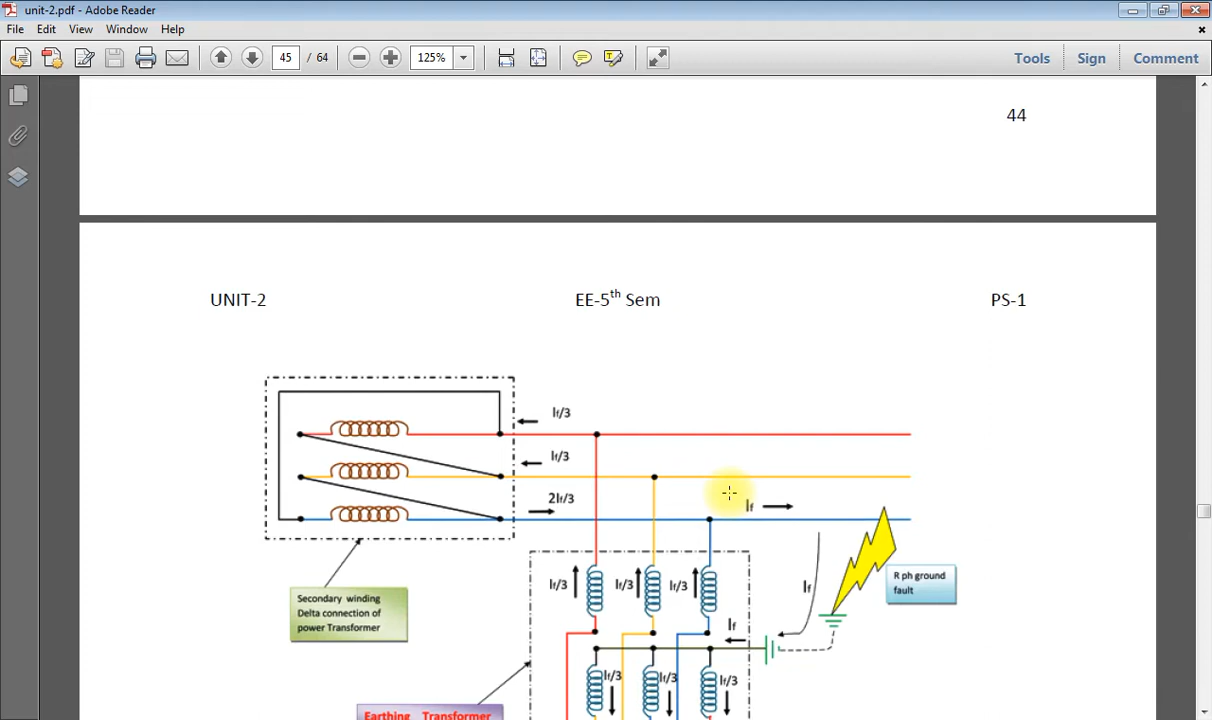 unit-2.pdf - Adobe Reader
File Edit View Window Help
45 / 64 125% Tools Sign Comment
44
UNIT-2 EE-5th Sem PS-1
If/3
If/3
2If/3
If
Secondary winding
Delta connection of
power Transformer
If/3 If/3 If/3
If
R ph ground
fault
If
If/3 If/3 If/3
Earthing Transformer